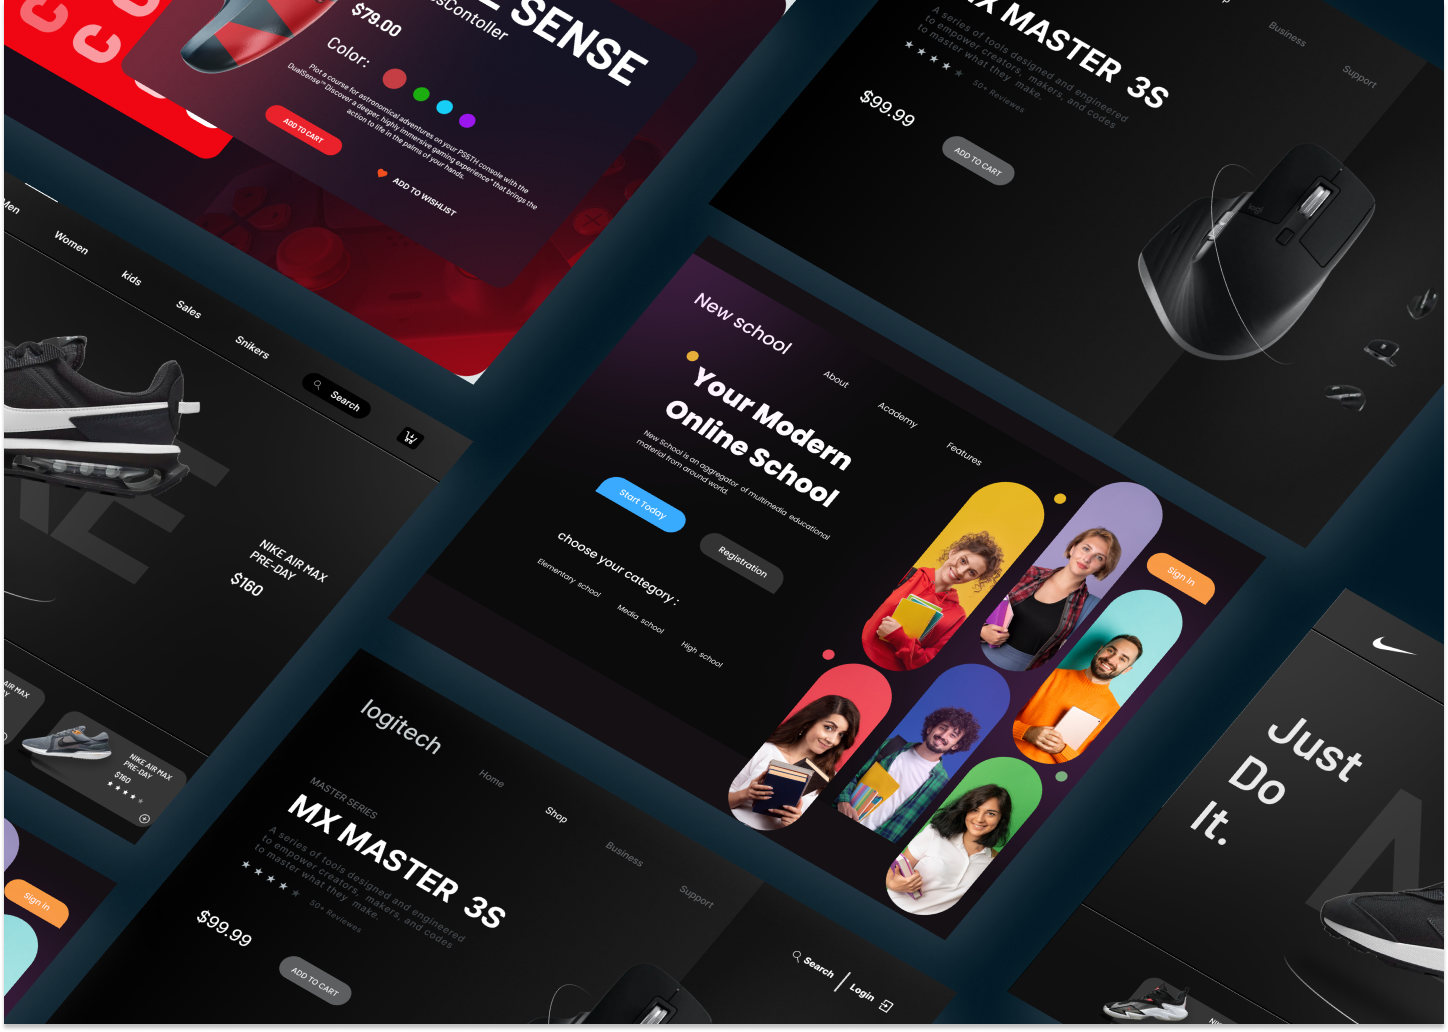 SENSE
$79.00
Color:
Plot a course for astronomical adventures on your PS5TH console with the
DualSense™ Discover a deeper, highly immersive gaming experience* that brings the
action to life in the palms of your hands.
ADD TO CART
ADD TO WISHLIST
MX MASTER 3S
A series of tools designed and engineered
to empower creators, makers, and codes
to master what they make.
50+ Reviewes
$99.99
ADD TO CART
Business
Support
Men
Women
kids
Sales
Snikers
Search
NIKE AIR MAX
PRE-DAY
$160
NIKE AIR MAX
PRE-DAY
$160
Sign in
New school
About
Academy
Features
Your Modern
Online School
New School is an aggregator of multimedia educational
material from around world.
Start Today
Registration
choose your category :
Elementary school
Media school
High school
Sign in
logitech
Home
Shop
Business
Support
MASTER SERIES
MX MASTER 3S
A series of tools designed and engineered
to empower creators, makers, and codes
to master what they make.
50+ Reviewes
$99.99
ADD TO CART
Search
Login
Just
Do
It.